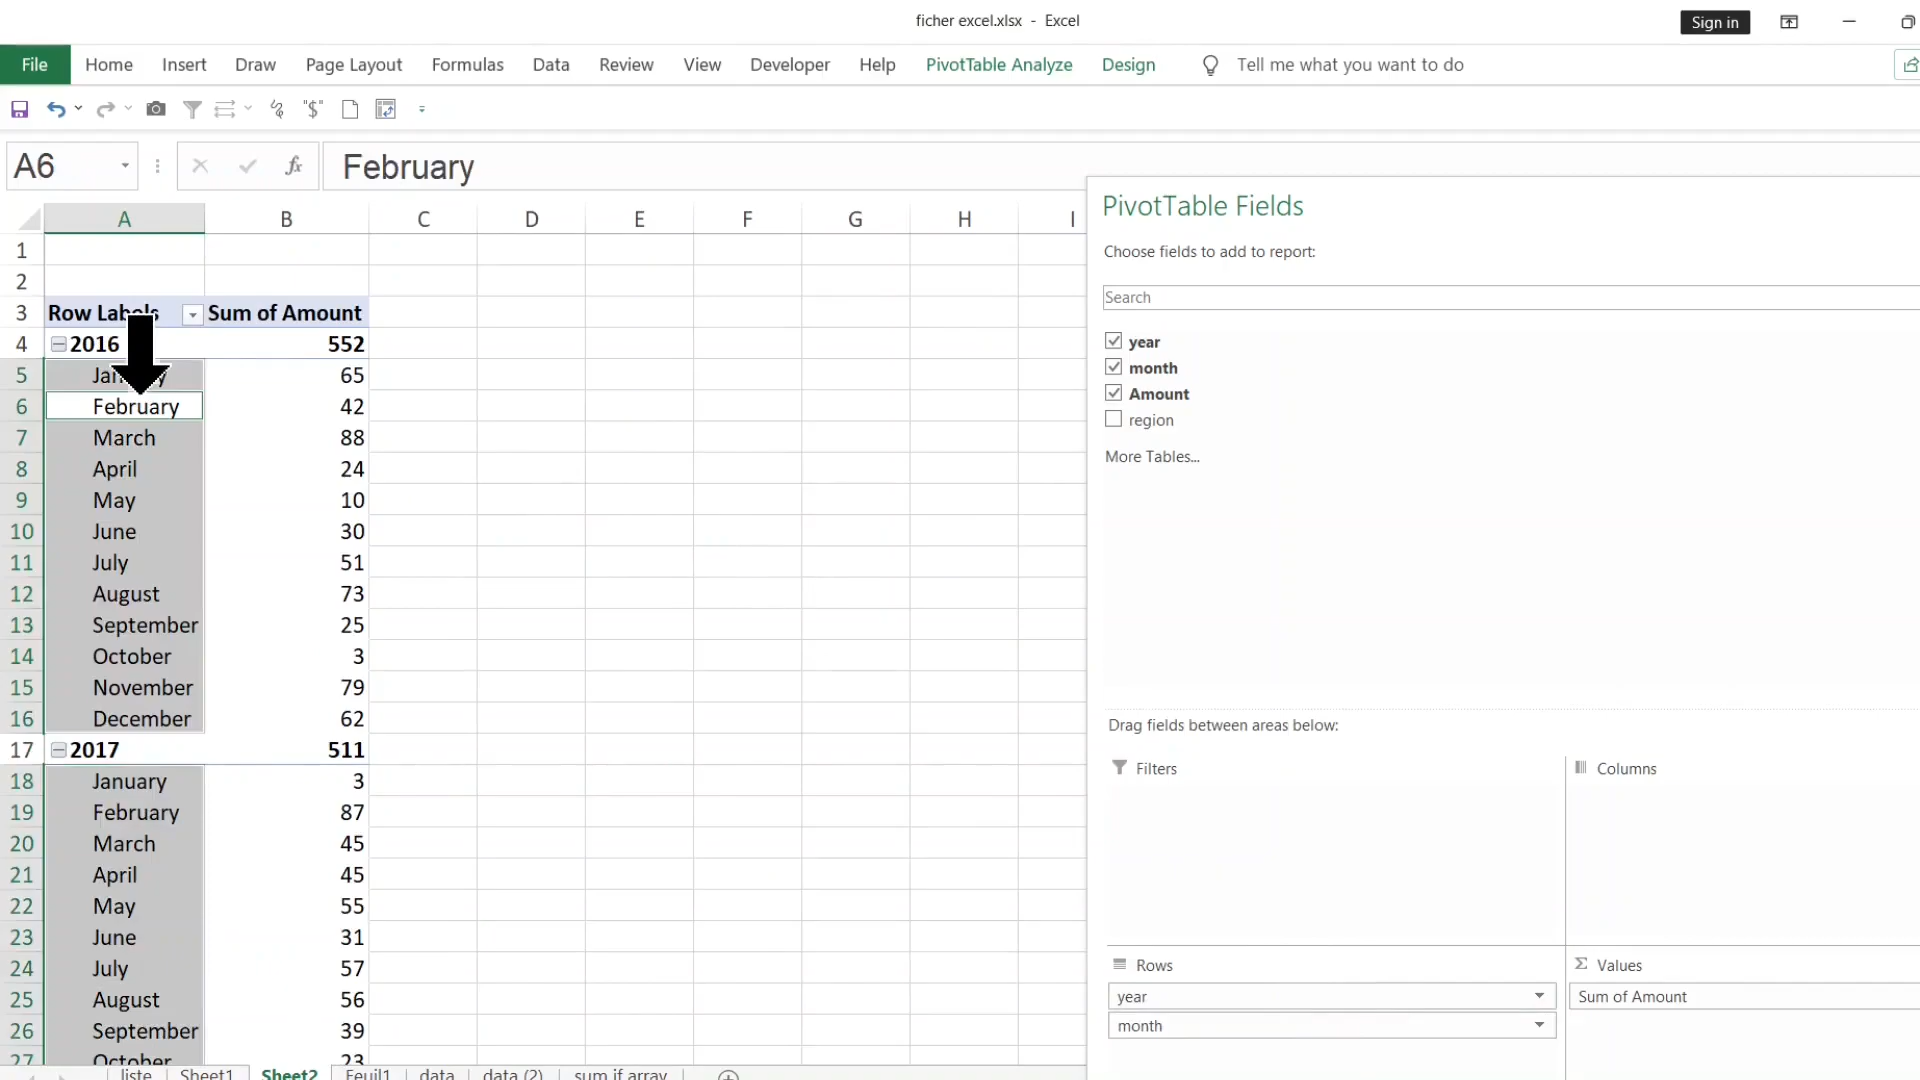 ficher excel.xlsx - Excel
Sign in
File Home Insert Draw Page Layout Formulas Data Review View Developer Help PivotTable Analyze Design Tell me what you want to do
"$"
A6 fx February
A B C D E F G H I
1
2
3 Row Labels Sum of Amount
4 2016 552
5 January 65
6 February 42
7 March 88
8 April 24
9 May 10
10 June 30
11 July 51
12 August 73
13 September 25
14 October 3
15 November 79
16 December 62
17 2017 511
18 January 3
19 February 87
20 March 45
21 April 45
22 May 55
23 June 31
24 July 57
25 August 56
26 September 39
27 October 23
liste Sheet1 Sheet2 Feuil1 data data (2) sum if array
PivotTable Fields
Choose fields to add to report:
Search
year
month
Amount
region
More Tables...
Drag fields between areas below:
Filters
Columns
Rows
year
month
Σ Values
Sum of Amount